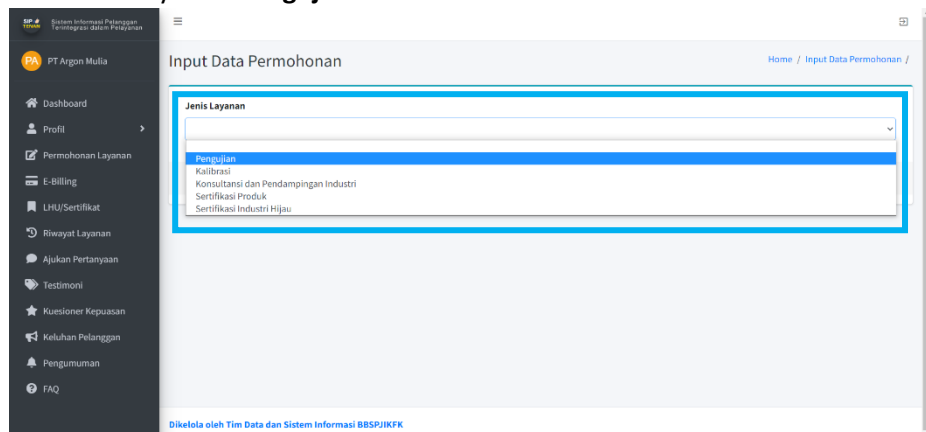 SIP
Sistem Informasi Pelanggan
Terintegrasi dalam Pelayanan
PA PT Argon Mulia
Input Data Permohonan
Home / Input Data Permohonan /
Dashboard
Profil
Permohonan Layanan
E-Billing
LHU/Sertifikat
Riwayat Layanan
Ajukan Pertanyaan
Testimoni
Kuesioner Kepuasan
Keluhan Pelanggan
Pengumuman
FAQ
Jenis Layanan
Pengujian
Kalibrasi
Konsultansi dan Pendampingan Industri
Sertifikasi Produk
Sertifikasi Industri Hijau
Dikelola oleh Tim Data dan Sistem Informasi BBSPJIKFK